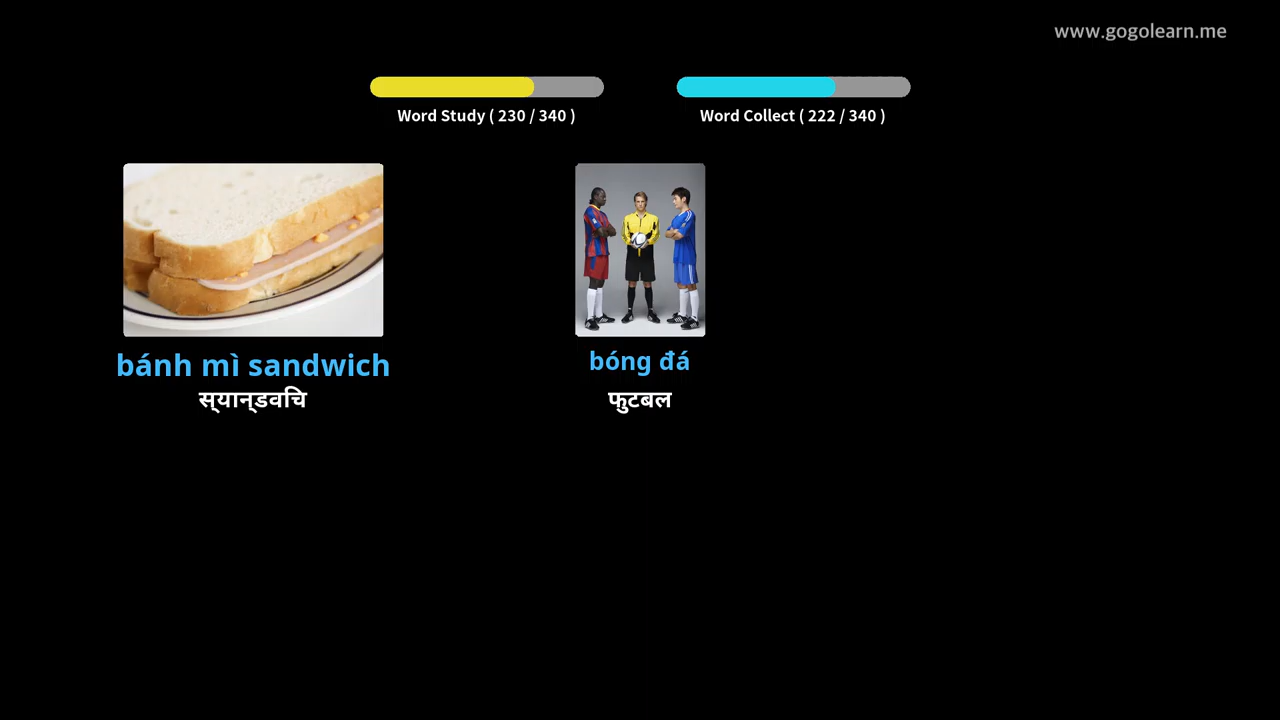 www.gogolearn.me
Word Study ( 230 / 340 )
Word Collect ( 222 / 340 )
bánh mì sandwich
स्यान्डविच
bóng đá
फुटबल